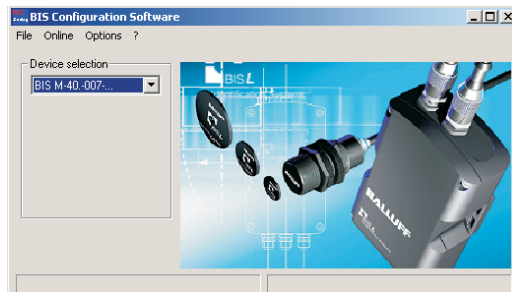 BIS Configuration Software
File Online Options ?
Device selection
BIS M-40.-007-...
BIS L
BALLUFF